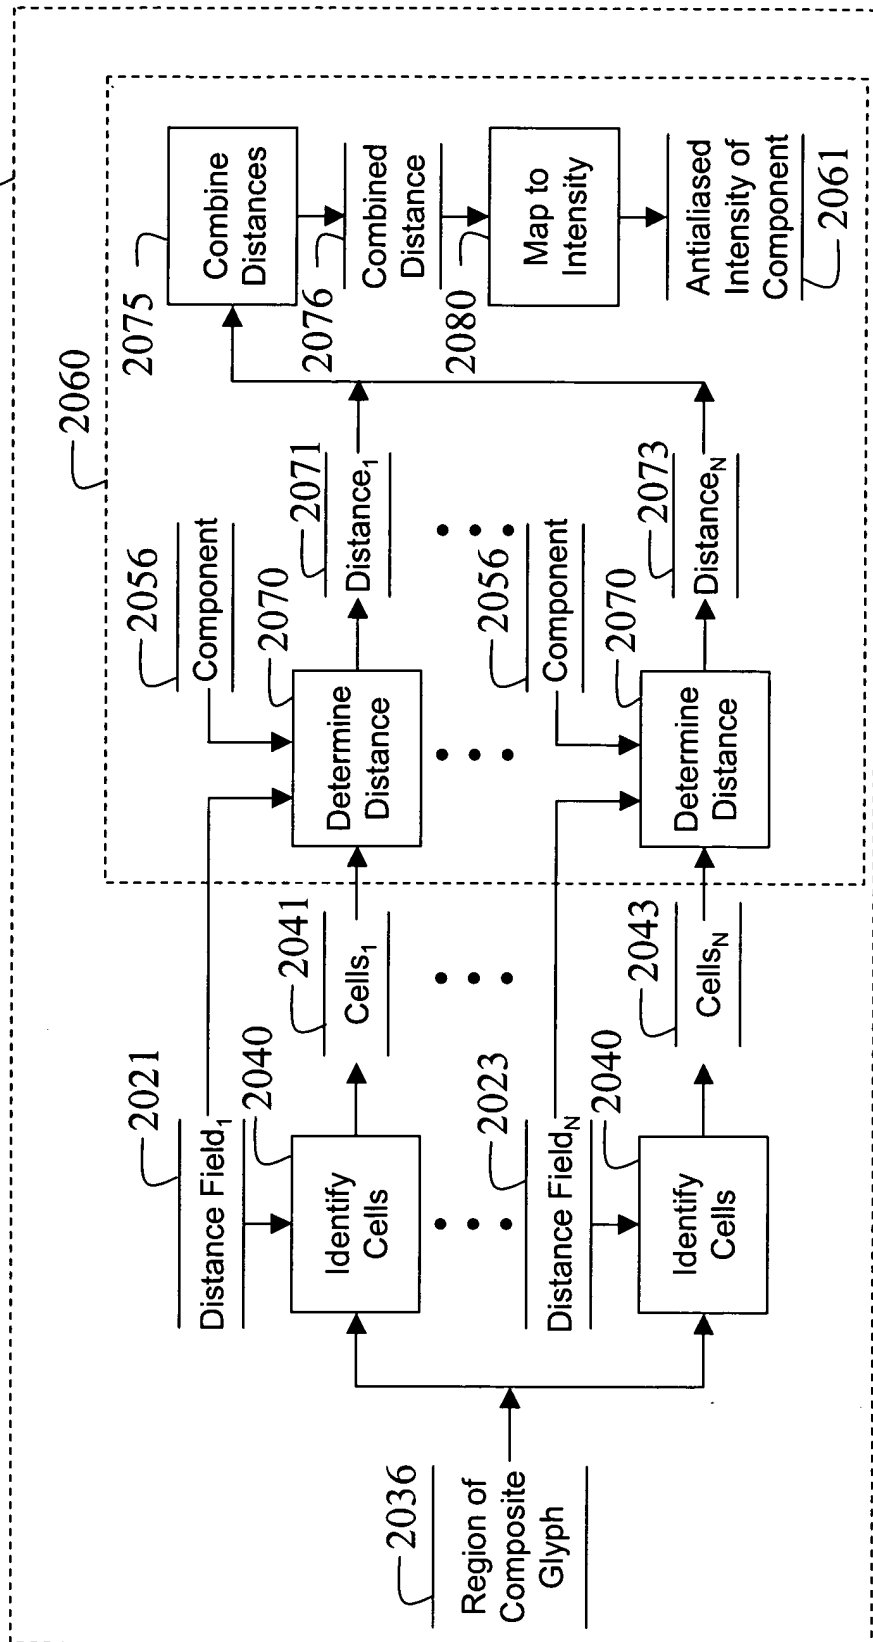 2036
Region of
Composite
Glyph
2021
Distance Field1
2040
Identify
Cells
2023
Distance FieldN
2040
Identify
Cells
2041
Cells1
2043
CellsN
2060
2056
Component
2070
Determine
Distance
2071
Distance1
2056
Component
2070
Determine
Distance
2073
DistanceN
2075
Combine
Distances
2076
Combined
Distance
2080
Map to
Intensity
Antialiased
Intensity of
Component
2061